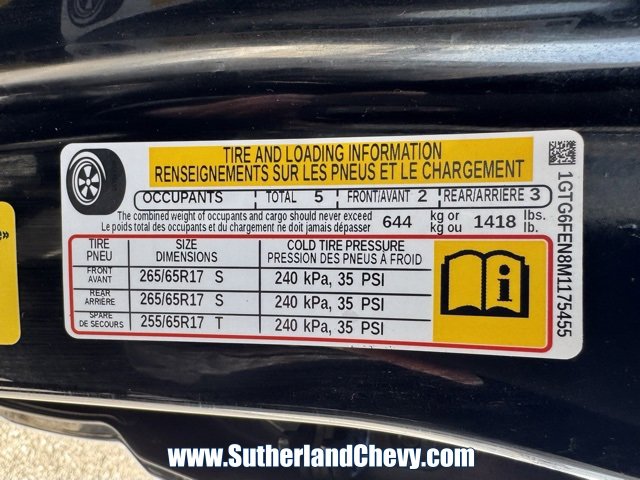 TIRE AND LOADING INFORMATION
RENSEIGNEMENTS SUR LES PNEUS ET LE CHARGEMENT
OCCUPANTS TOTAL 5 FRONT/AVANT 2 REAR/ARRIERE 3
The combined weight of occupants and cargo should never exceed 644 kg or 1418 lbs.
Le poids total des occupants et du chargement ne doit jamais dépasser kg ou lb.
TIRE PNEU SIZE DIMENSIONS COLD TIRE PRESSURE PRESSION DES PNEUS À FROID
FRONT AVANT 265/65R17 S 240 kPa, 35 PSI
REAR ARRIÈRE 265/65R17 S 240 kPa, 35 PSI
SPARE DE SECOURS 255/65R17 T 240 kPa, 35 PSI
1GTG6FEN8M1175455
www.SutherlandChevy.com